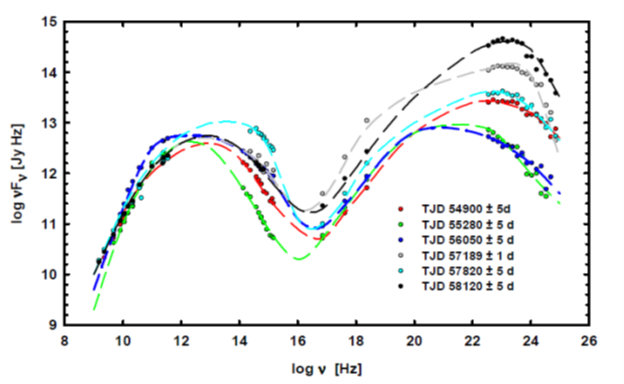 15
14
13
12
11
10
9
log νFν [Jy Hz]
TJD 54900 ± 5d
TJD 55280 ± 5 d
TJD 56050 ± 5 d
TJD 57189 ± 1 d
TJD 57820 ± 5 d
TJD 58120 ± 5 d
8 10 12 14 16 18 20 22 24 26
log ν [Hz]